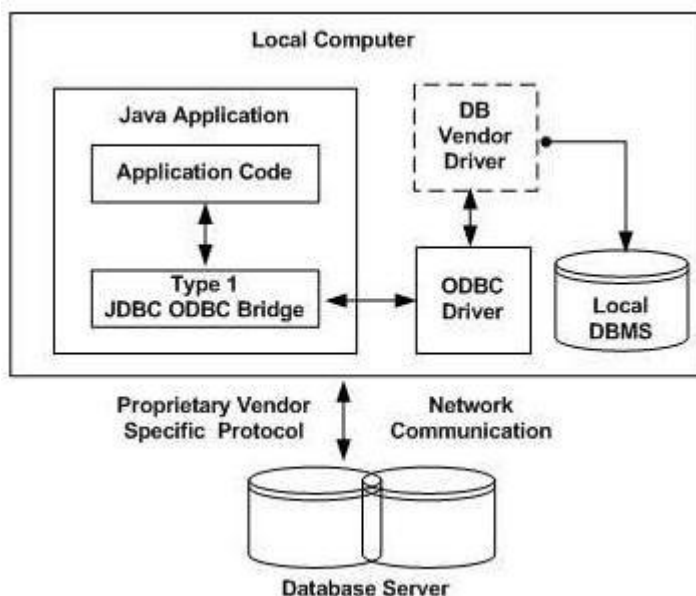 Local Computer
Java Application
Application Code
Type 1
JDBC ODBC Bridge
DB
Vendor
Driver
ODBC
Driver
Local
DBMS
Proprietary Vendor
Specific Protocol
Network
Communication
Database Server